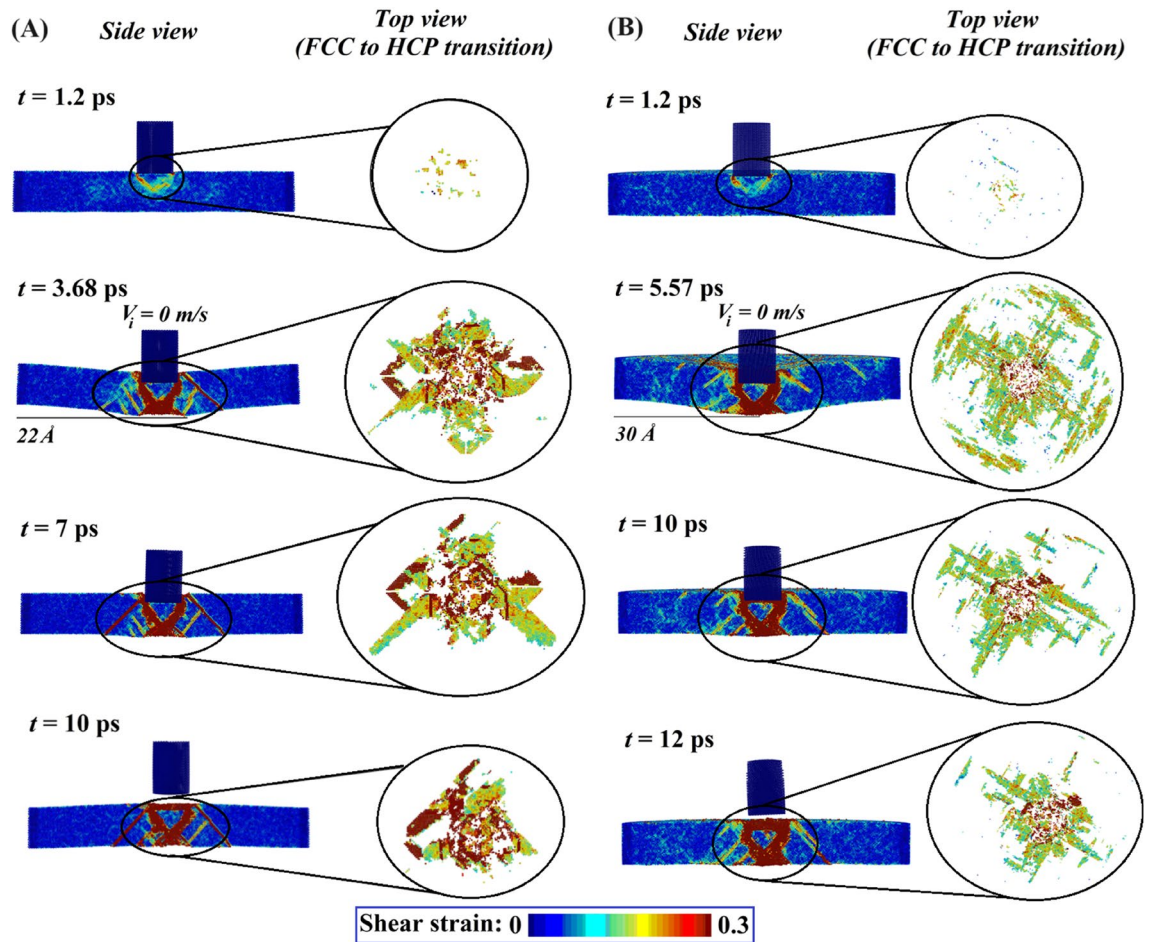 (A)
Side view
Top view
(FCC to HCP transition)
t = 1.2 ps
t = 3.68 ps
V_i = 0 m/s
22 Å
t = 7 ps
t = 10 ps
(B)
Side view
Top view
(FCC to HCP transition)
t = 1.2 ps
t = 5.57 ps
V_i = 0 m/s
30 Å
t = 10 ps
t = 12 ps
Shear strain: 0 0.3